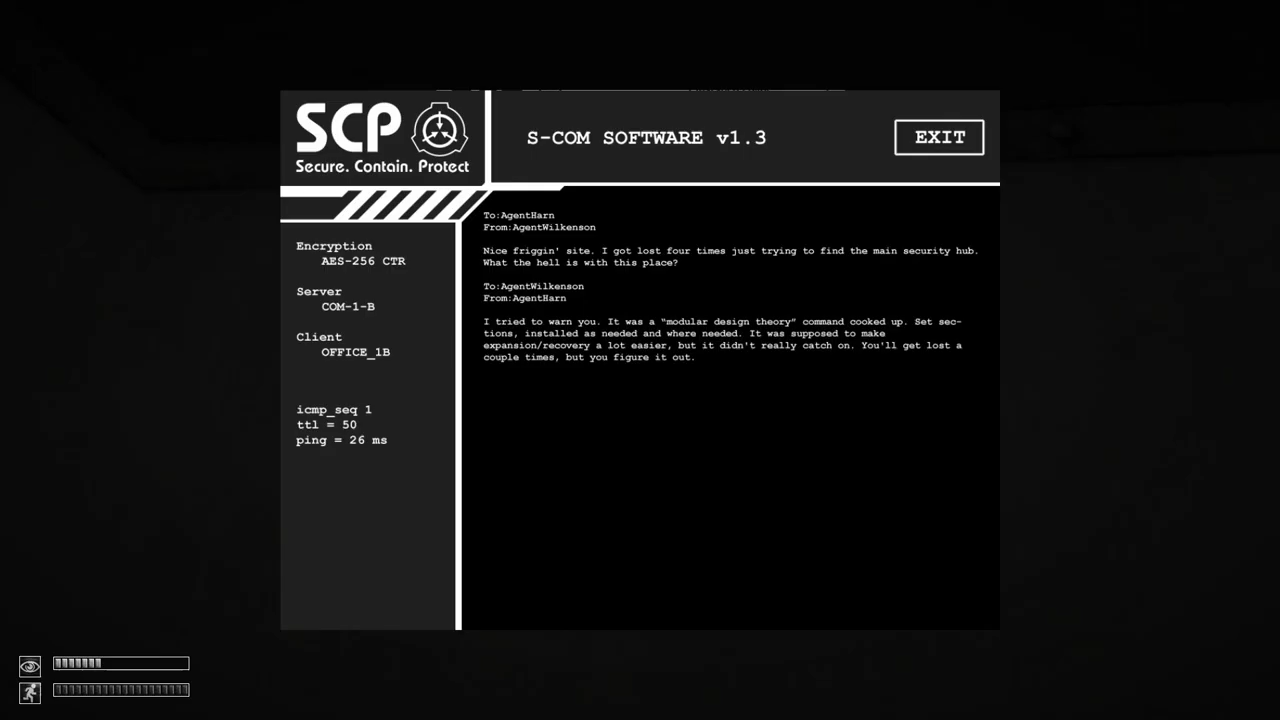 SCP
Secure. Contain. Protect
S-COM SOFTWARE v1.3
EXIT
Encryption
AES-256 CTR
Server
COM-1-B
Client
OFFICE_1B
icmp_seq 1
ttl = 50
ping = 26 ms
To:AgentHarn
From:AgentWilkenson
Nice friggin' site. I got lost four times just trying to find the main security hub.
What the hell is with this place?
To:AgentWilkenson
From:AgentHarn
I tried to warn you. It was a “modular design theory” command cooked up. Set sec-
tions, installed as needed and where needed. It was supposed to make
expansion/recovery a lot easier, but it didn't really catch on. You'll get lost a
couple times, but you figure it out.